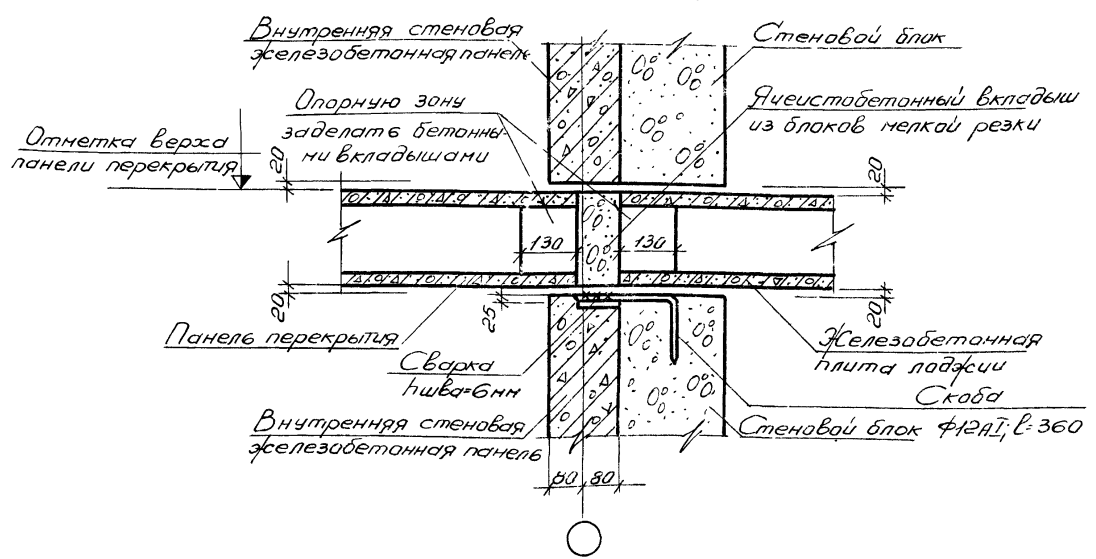 Внутренняя стеновая
железобетонная панель
Стеновой блок
Опорную зону
заделать бетонны-
ми вкладышами
Ячеистобетонный вкладыш
из блоков мелкой резки
Отметка верха
панели перекрытия
20
20
130
130
20
25
20
Панель перекрытия
Сварка
hшва=6мм
Железобетонная
плита лоджии
Скоба
Внутренняя стеновая
железобетонная панель
Стеновой блок ф12АI; l=360
80
80